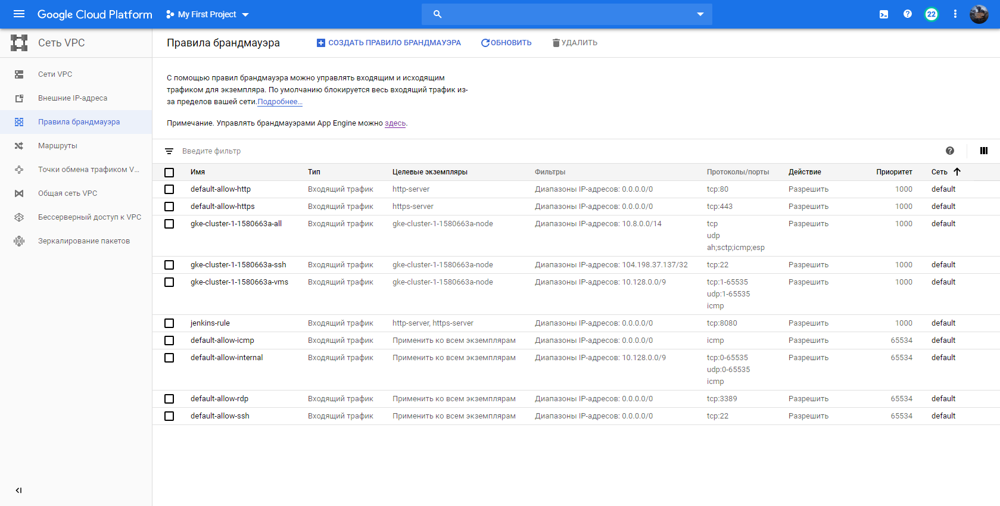 Google Cloud Platform
My First Project
22
Сеть VPC
Правила брандмауэра
СОЗДАТЬ ПРАВИЛО БРАНДМАУЭРА
ОБНОВИТЬ
УДАЛИТЬ
Сети VPC
Внешние IP-адреса
Правила брандмауэра
Маршруты
Точки обмена трафиком V...
Общая сеть VPC
Бессерверный доступ к VPC
Зеркалирование пакетов
С помощью правил брандмауэра можно управлять входящим и исходящим
трафиком для экземпляра. По умолчанию блокируется весь входящий трафик из-
за пределов вашей сети.Подробнее...
Примечание. Управлять брандмауэрами App Engine можно здесь.
Введите фильтр
Имя Тип Целевые экземпляры Фильтры Протоколы/порты Действие Приоритет Сеть
default-allow-http Входящий трафик http-server Диапазоны IP-адресов: 0.0.0.0/0 tcp:80 Разрешить 1000 default
default-allow-https Входящий трафик https-server Диапазоны IP-адресов: 0.0.0.0/0 tcp:443 Разрешить 1000 default
gke-cluster-1-1580663a-all Входящий трафик gke-cluster-1-1580663a-node Диапазоны IP-адресов: 10.8.0.0/14 tcp Разрешить 1000 default
udp
ah;sctp;icmp;esp
gke-cluster-1-1580663a-ssh Входящий трафик gke-cluster-1-1580663a-node Диапазоны IP-адресов: 104.198.37.137/32 tcp:22 Разрешить 1000 default
gke-cluster-1-1580663a-vms Входящий трафик gke-cluster-1-1580663a-node Диапазоны IP-адресов: 10.128.0.0/9 tcp:1-65535 Разрешить 1000 default
udp:1-65535
icmp
jenkins-rule Входящий трафик http-server, https-server Диапазоны IP-адресов: 0.0.0.0/0 tcp:8080 Разрешить 1000 default
default-allow-icmp Входящий трафик Применить ко всем экземплярам Диапазоны IP-адресов: 0.0.0.0/0 icmp Разрешить 65534 default
default-allow-internal Входящий трафик Применить ко всем экземплярам Диапазоны IP-адресов: 10.128.0.0/9 tcp:0-65535 Разрешить 65534 default
udp:0-65535
icmp
default-allow-rdp Входящий трафик Применить ко всем экземплярам Диапазоны IP-адресов: 0.0.0.0/0 tcp:3389 Разрешить 65534 default
default-allow-ssh Входящий трафик Применить ко всем экземплярам Диапазоны IP-адресов: 0.0.0.0/0 tcp:22 Разрешить 65534 default